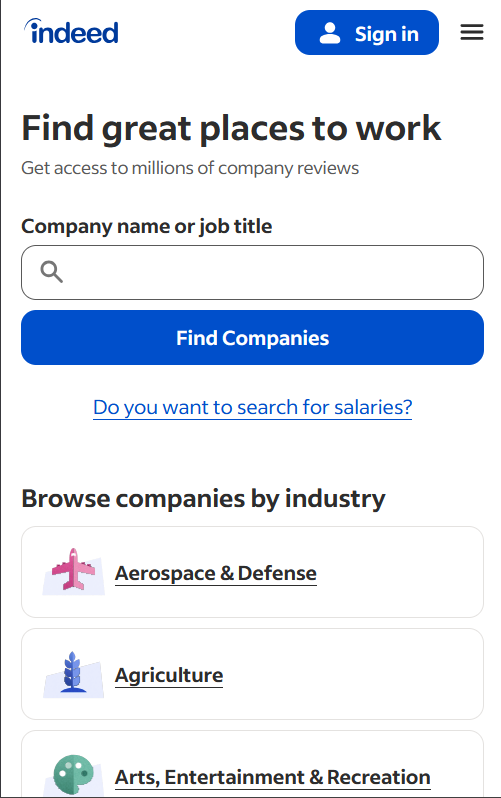 indeed
Sign in
Find great places to work
Get access to millions of company reviews
Company name or job title
Find Companies
Do you want to search for salaries?
Browse companies by industry
Aerospace & Defense
Agriculture
Arts, Entertainment & Recreation